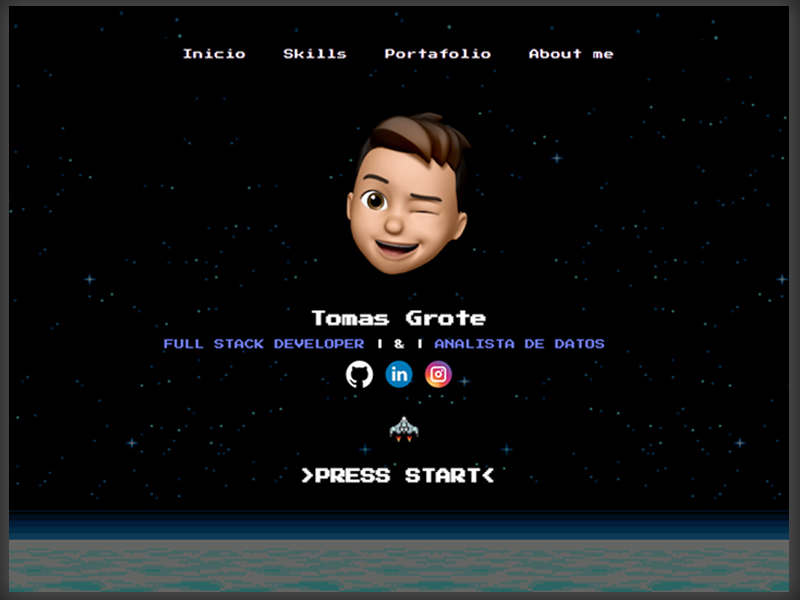 Inicio Skills Portafolio About me
Tomas Grote
FULL STACK DEVELOPER | & | ANALISTA DE DATOS
in
>PRESS START<